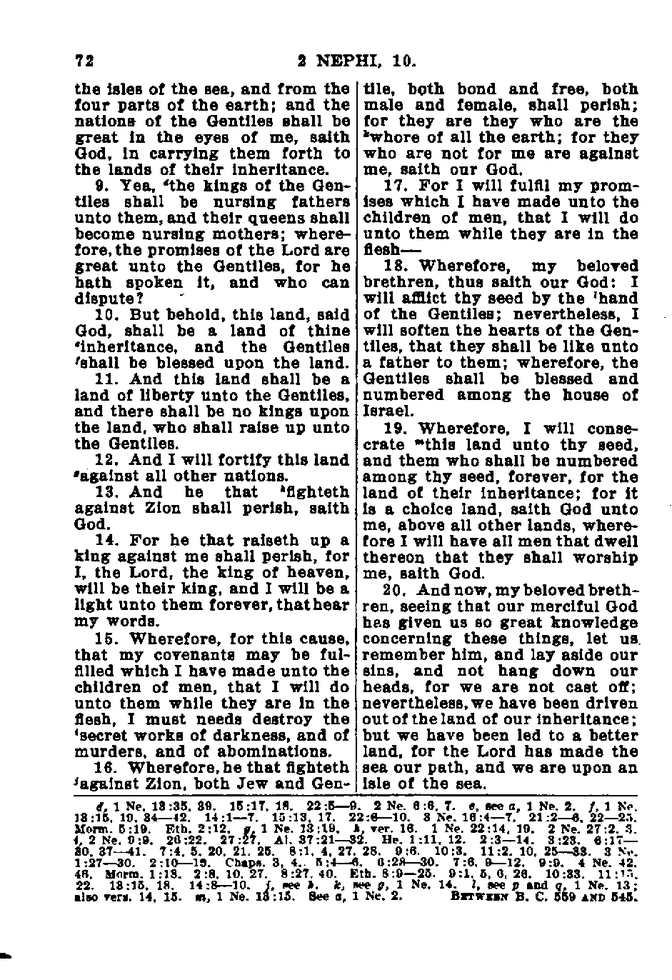 72
2 NEPHI, 10.
the isles of the sea, and from the
four parts of the earth; and the
nations of the Gentiles shall be
great in the eyes of me, saith
God, in carrying them forth to
the lands of their inheritance.
9. Yea, ᵈthe kings of the Gen-
tiles shall be nursing fathers
unto them, and their queens shall
become nursing mothers; where-
fore, the promises of the Lord are
great unto the Gentiles, for he
hath spoken it, and who can
dispute?
10. But behold, this land, said
God, shall be a land of thine
ᵉinheritance, and the Gentiles
ᶠshall be blessed upon the land.
11. And this land shall be a
land of liberty unto the Gentiles,
and there shall be no kings upon
the land, who shall raise up unto
the Gentiles.
12. And I will fortify this land
ᵍagainst all other nations.
13. And he that ʰfighteth
against Zion shall perish, saith
God.
14. For he that raiseth up a
king against me shall perish, for
I, the Lord, the king of heaven,
will be their king, and I will be a
light unto them forever, that hear
my words.
15. Wherefore, for this cause,
that my covenants may be ful-
filled which I have made unto the
children of men, that I will do
unto them while they are in the
flesh, I must needs destroy the
ⁱsecret works of darkness, and of
murders, and of abominations.
16. Wherefore, he that fighteth
ʲagainst Zion, both Jew and Gen-
tile, both bond and free, both
male and female, shall perish;
for they are they who are the
ᵏwhore of all the earth; for they
who are not for me are against
me, saith our God.
17. For I will fulfil my prom-
ises which I have made unto the
children of men, that I will do
unto them while they are in the
flesh—
18. Wherefore, my beloved
brethren, thus saith our God: I
will afflict thy seed by the ˡhand
of the Gentiles; nevertheless, I
will soften the hearts of the Gen-
tiles, that they shall be like unto
a father to them; wherefore, the
Gentiles shall be blessed and
numbered among the house of
Israel.
19. Wherefore, I will conse-
crate ᵐthis land unto thy seed,
and them who shall be numbered
among thy seed, forever, for the
land of their inheritance; for it
is a choice land, saith God unto
me, above all other lands, where-
fore I will have all men that dwell
thereon that they shall worship
me, saith God.
20. And now, my beloved breth-
ren, seeing that our merciful God
has given us so great knowledge
concerning these things, let us
remember him, and lay aside our
sins, and not hang down our
heads, for we are not cast off;
nevertheless, we have been driven
out of the land of our inheritance;
but we have been led to a better
land, for the Lord has made the
sea our path, and we are upon an
isle of the sea.
d, 1 Ne. 13:35, 39. 15:17, 18. 22:5—9. 2 Ne. 6:6, 7. e, see a, 1 Ne. 2. f, 1 Ne.
13:15, 19, 34—42. 14:1—7. 15:13, 17. 22:6—10. 3 Ne. 16:4—7. 21:2—6, 22—25.
Morm. 5:19. Eth. 2:12. g, 1 Ne. 13:19. h, ver. 16. 1 Ne. 22:14, 19. 2 Ne. 27:2, 3.
i, 2 Ne. 9:9. 26:22. 27:27. Al. 37:21—32. He. 1:11, 12. 2:3—14. 3:23. 6:17—
30, 37—41. 7:4, 5, 20, 21, 25. 8:1, 4, 27, 28. 9:6. 10:3. 11:2, 10, 25—33. 3 Ne.
1:27—30. 2:10—19. Chaps. 3, 4. 5:4—6. 6:28—30. 7:6, 9—12. 9:9. 4 Ne. 42,
46. Morm. 1:18. 2:8, 10, 27. 8:27, 40. Eth. 8:9—25. 9:1, 5, 6, 26. 10:33. 11:15,
22. 13:15, 18. 14:8—10. j, see h. k, see g, 1 Ne. 14. l, see p and q, 1 Ne. 13;
also vers. 14, 15. m, 1 Ne. 13:15. See a, 1 Ne. 2. BETWEEN B. C. 559 AND 545.